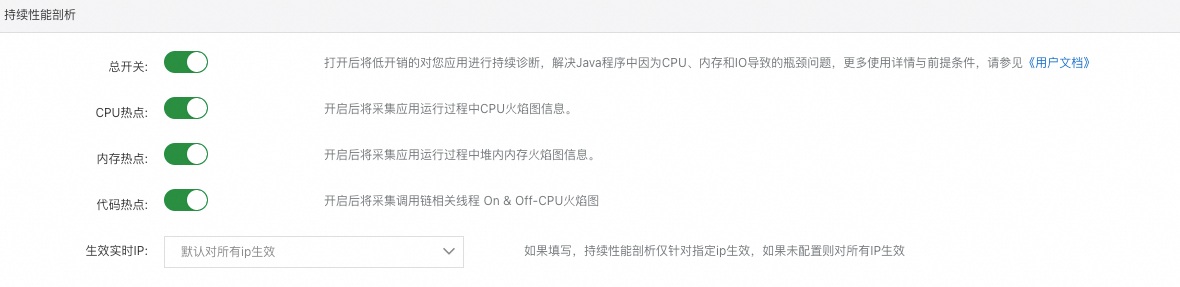 持续性能剖析
总开关: 打开后将低开销的对您应用进行持续诊断，解决Java程序中因为CPU、内存和IO导致的瓶颈问题，更多使用详情与前提条件，请参见《用户文档》
CPU热点: 开启后将采集应用运行过程中CPU火焰图信息。
内存热点: 开启后将采集应用运行过程中堆内内存火焰图信息。
代码热点: 开启后将采集调用链相关线程 On & Off-CPU火焰图
生效实时IP: 默认对所有ip生效 如果填写，持续性能剖析仅针对指定ip生效，如果未配置则对所有IP生效